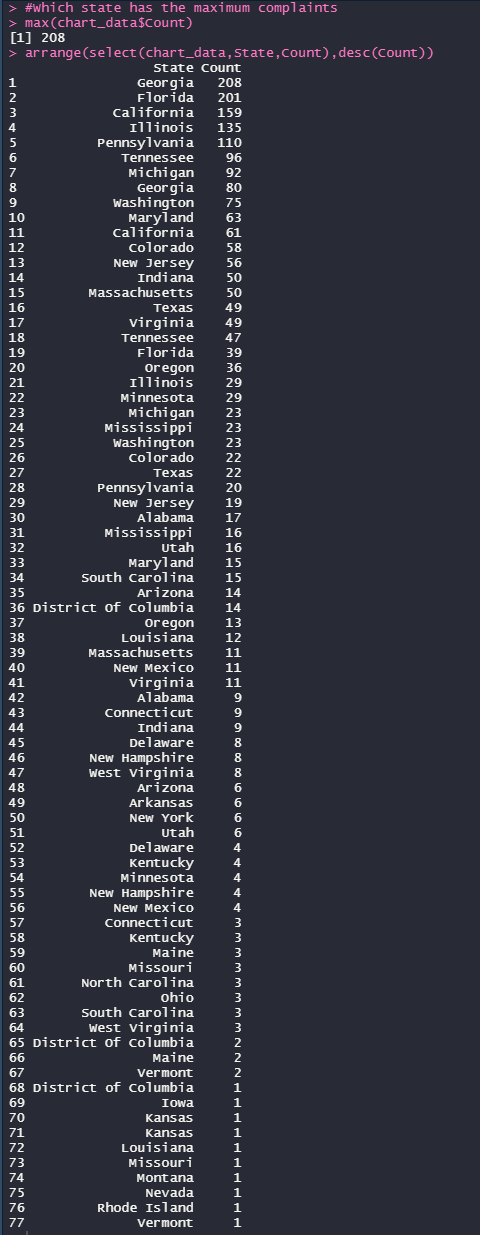 > #Which state has the maximum complaints
> max(chart_data$Count)
[1] 208
> arrange(select(chart_data,State,Count),desc(Count))
State Count
1 Georgia 208
2 Florida 201
3 California 159
4 Illinois 135
5 Pennsylvania 110
6 Tennessee 96
7 Michigan 92
8 Georgia 80
9 Washington 75
10 Maryland 63
11 California 61
12 Colorado 58
13 New Jersey 56
14 Indiana 50
15 Massachusetts 50
16 Texas 49
17 Virginia 49
18 Tennessee 47
19 Florida 39
20 Oregon 36
21 Illinois 29
22 Minnesota 29
23 Michigan 23
24 Mississippi 23
25 Washington 23
26 Colorado 22
27 Texas 22
28 Pennsylvania 20
29 New Jersey 19
30 Alabama 17
31 Mississippi 16
32 Utah 16
33 Maryland 15
34 South Carolina 15
35 Arizona 14
36 District Of Columbia 14
37 Oregon 13
38 Louisiana 12
39 Massachusetts 11
40 New Mexico 11
41 Virginia 11
42 Alabama 9
43 Connecticut 9
44 Indiana 9
45 Delaware 8
46 New Hampshire 8
47 West Virginia 8
48 Arizona 6
49 Arkansas 6
50 New York 6
51 Utah 6
52 Delaware 4
53 Kentucky 4
54 Minnesota 4
55 New Hampshire 4
56 New Mexico 4
57 Connecticut 3
58 Kentucky 3
59 Maine 3
60 Missouri 3
61 North Carolina 3
62 Ohio 3
63 South Carolina 3
64 West Virginia 3
65 District Of Columbia 2
66 Maine 2
67 Vermont 2
68 District of Columbia 1
69 Iowa 1
70 Kansas 1
71 Kansas 1
72 Louisiana 1
73 Missouri 1
74 Montana 1
75 Nevada 1
76 Rhode Island 1
77 Vermont 1